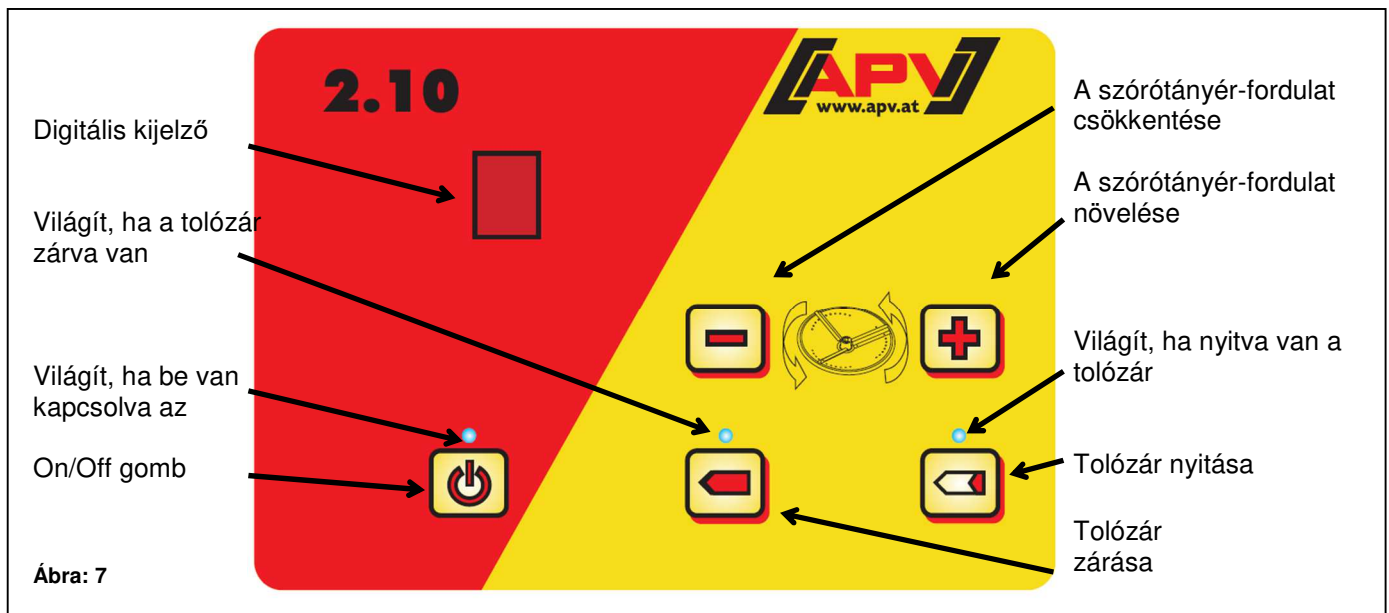 2.10
APV
www.apv.at
Digitális kijelző
Világít, ha a tolózár
zárva van
Világít, ha be van
kapcsolva az
On/Off gomb
A szórótányér-fordulat
csökkentése
A szórótányér-fordulat
növelése
Világít, ha nyitva van a
tolózár
Tolózár nyitása
Tolózár
zárása
Ábra: 7